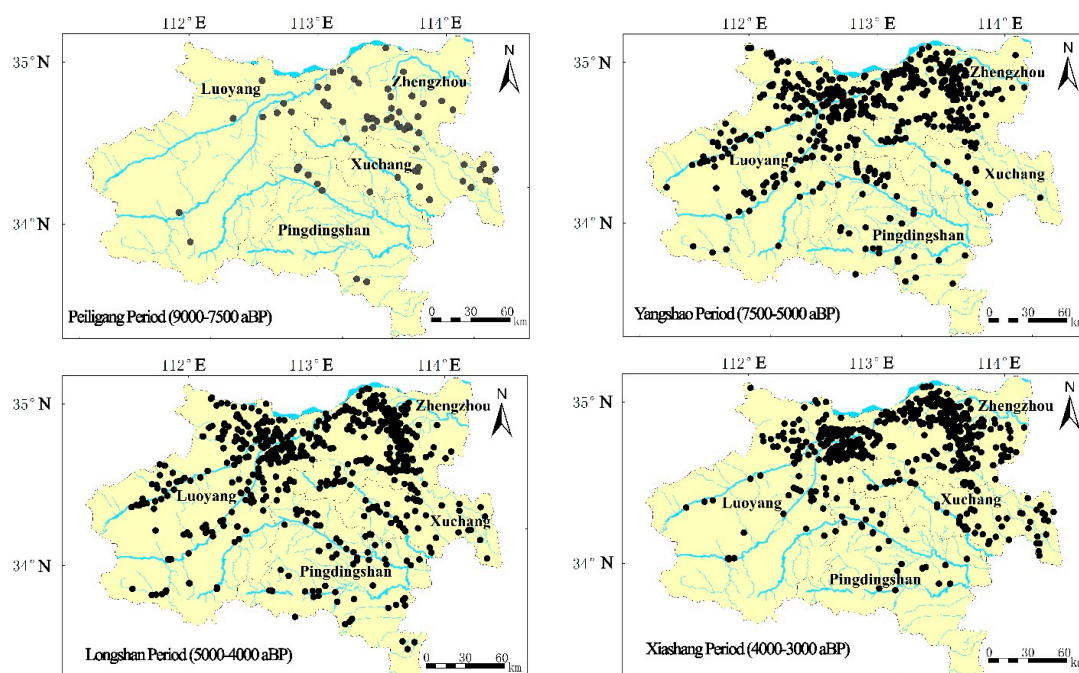 112° E 113° E 114° E
35° N
34° N
N
Luoyang
Zhengzhou
Xuchang
Pingdingshan
Peiligang Period (9000-7500 aBP)
0 30 60
km
112° E 113° E 114° E
35° N
34° N
N
Zhengzhou
Luoyang
Xuchang
Pingdingshan
Yangshao Period (7500-5000 aBP)
0 30 60
km
112° E 113° E 114° E
35° N
34° N
N
Zhengzhou
Luoyang
Xuchang
Pingdingshan
Longshan Period (5000-4000 aBP)
0 30 60
km
112° E 113° E 114° E
35° N
34° N
N
Zhengzhou
Luoyang
Xuchang
Pingdingshan
Xiashang Period (4000-3000 aBP)
0 30 60
km